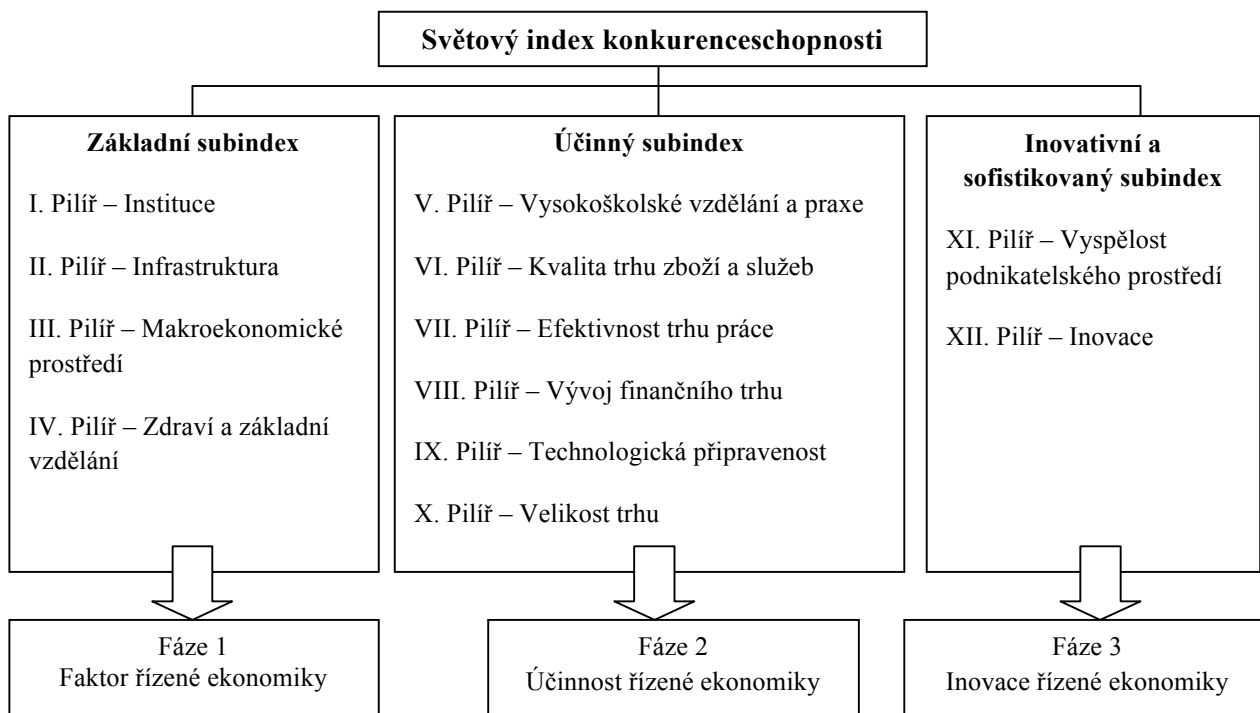 Světový index konkurenceschopnosti
Základní subindex
I. Pilíř – Instituce
II. Pilíř – Infrastruktura
III. Pilíř – Makroekonomické
prostředí
IV. Pilíř – Zdraví a základní
vzdělání
Účinný subindex
V. Pilíř – Vysokoškolské vzdělání a praxe
VI. Pilíř – Kvalita trhu zboží a služeb
VII. Pilíř – Efektivnost trhu práce
VIII. Pilíř – Vývoj finančního trhu
IX. Pilíř – Technologická připravenost
X. Pilíř – Velikost trhu
Inovativní a
sofistikovaný subindex
XI. Pilíř – Vyspělost
podnikatelského prostředí
XII. Pilíř – Inovace
Fáze 1
Faktor řízené ekonomiky
Fáze 2
Účinnost řízené ekonomiky
Fáze 3
Inovace řízené ekonomiky